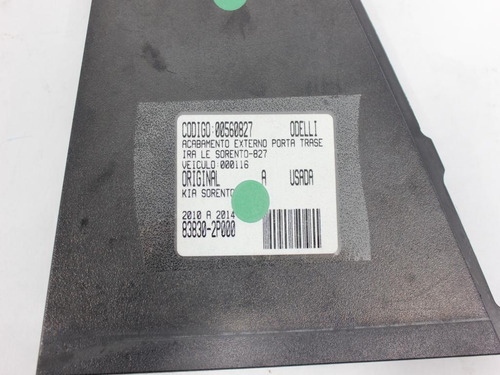 CODIGO:00560827 ODELLI
ACABAMENTO EXTERNO PORTA TRASE
IRA LE SORENTO-827
VEICULO:000116
ORIGINAL A USADA
KIA SORENTO
2010 A 2014
83830-2P000